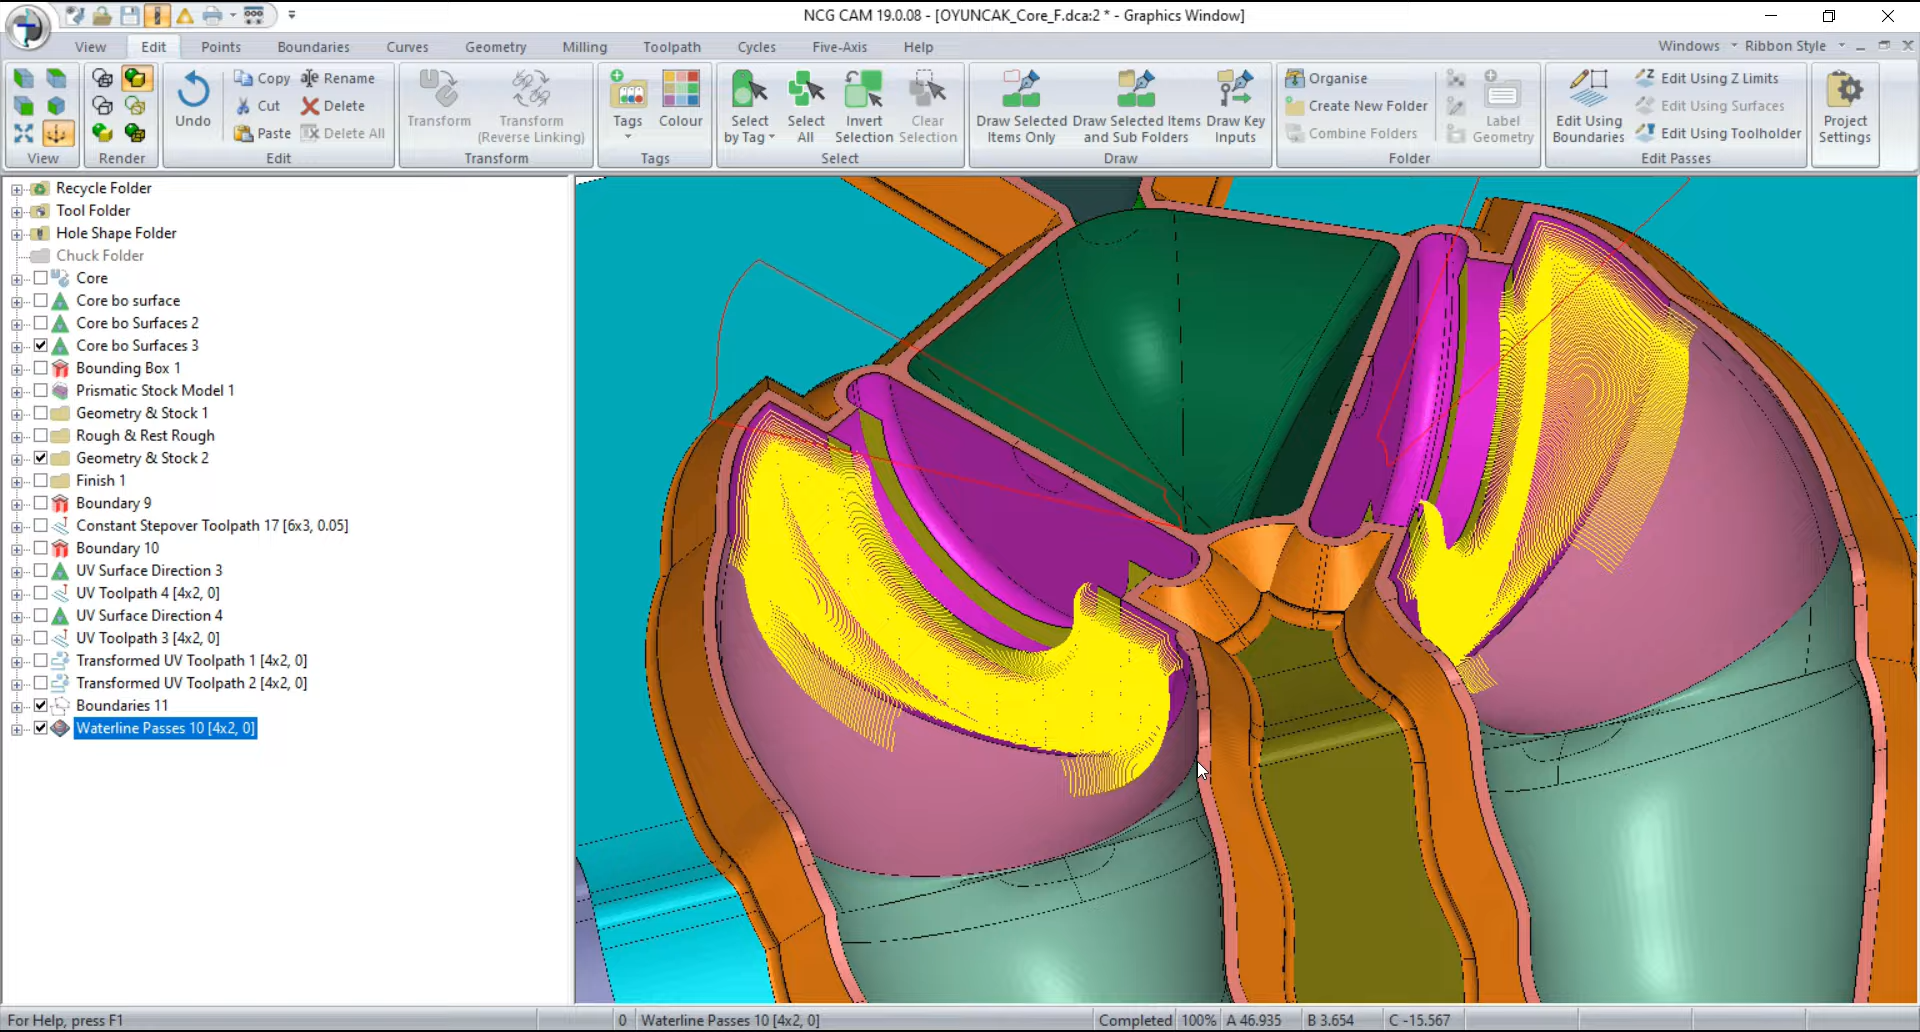 NCG CAM 19.0.08 - [OYUNCAK_Core_F.dca:2 * - Graphics Window]
View Edit Points Boundaries Curves Geometry Milling Toolpath Cycles Five-Axis Help Windows Ribbon Style
View
Render
Undo
Copy
Rename
Cut
Delete
Paste
Delete All
Edit
Transform
Transform
(Reverse Linking)
Transform
Tags
Colour
Tags
Select
by Tag
Select
All
Invert
Selection
Clear
Selection
Select
Draw Selected
Items Only
Draw Selected Items
and Sub Folders
Draw Key
Inputs
Draw
Organise
Create New Folder
Combine Folders
Label
Geometry
Folder
Edit Using
Boundaries
Edit Using Z Limits
Edit Using Surfaces
Edit Using Toolholder
Edit Passes
Project
Settings
Recycle Folder
Tool Folder
Hole Shape Folder
Chuck Folder
Core
Core bo surface
Core bo Surfaces 2
Core bo Surfaces 3
Bounding Box 1
Prismatic Stock Model 1
Geometry & Stock 1
Rough & Rest Rough
Geometry & Stock 2
Finish 1
Boundary 9
Constant Stepover Toolpath 17 [6x3, 0.05]
Boundary 10
UV Surface Direction 3
UV Toolpath 4 [4x2, 0]
UV Surface Direction 4
UV Toolpath 3 [4x2, 0]
Transformed UV Toolpath 1 [4x2, 0]
Transformed UV Toolpath 2 [4x2, 0]
Boundaries 11
Waterline Passes 10 [4x2, 0]
For Help, press F1
0 Waterline Passes 10 [4x2, 0]
Completed 100% A 46.935 B 3.654 C -15.567